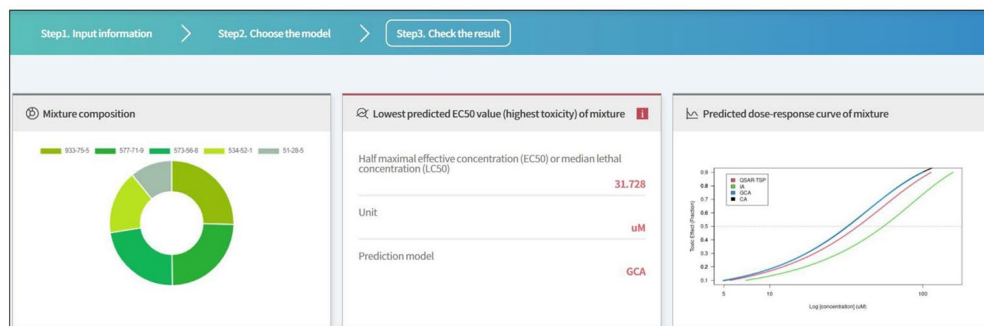 Step1. Input information
Step2. Choose the model
Step3. Check the result
Mixture composition
933-75-5 577-71-9 573-56-8 534-52-1 51-28-5
Lowest predicted EC50 value (highest toxicity) of mixture i
Half maximal effective concentration (EC50) or median lethal
concentration (LC50)
31.728
Unit
uM
Prediction model
GCA
Predicted dose-response curve of mixture
Toxic Effect (Fraction)
0.9
0.8
0.7
0.6
0.5
0.4
0.3
0.2
0.1
QSAR-TSP
IA
GCA
CA
5 10 100
Log [concentration] (uM)